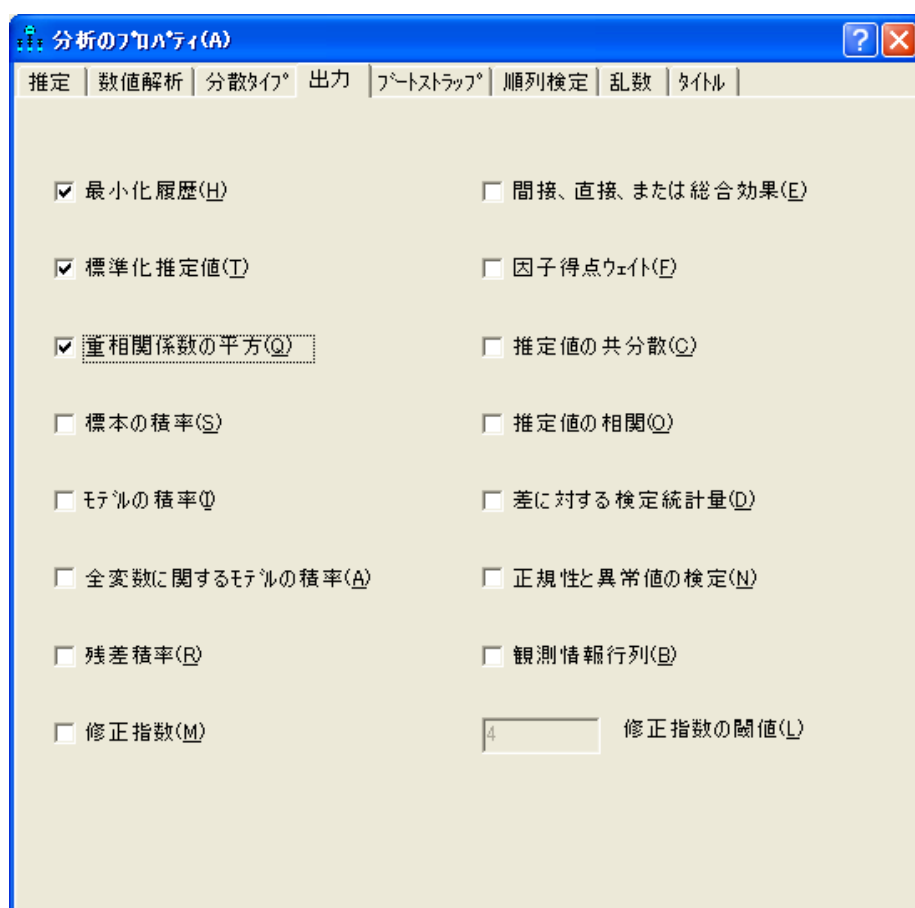 分析のﾌﾟﾛﾊﾟﾃｨ(A)
推定 数値解析 分散ﾀｲﾌﾟ 出力 ﾌﾞｰﾄｽﾄﾗｯﾌﾟ 順列検定 乱数 ﾀｲﾄﾙ
最小化履歴(H) 間接、直接、または総合効果(E)
標準化推定値(T) 因子得点ｳｪｲﾄ(F)
重相関係数の平方(Q) 推定値の共分散(C)
標本の積率(S) 推定値の相関(O)
ﾓﾃﾞﾙの積率(I) 差に対する検定統計量(D)
全変数に関するﾓﾃﾞﾙの積率(A) 正規性と異常値の検定(N)
残差積率(R) 観測情報行列(B)
修正指数(M) 4 修正指数の閾値(L)